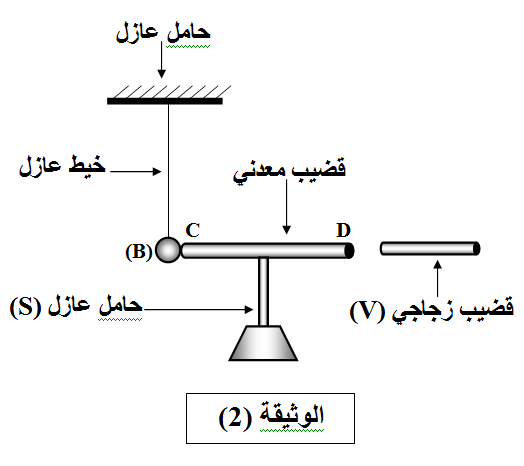 حامل عازل
خيط عازل
قضيب معدني
C
D
(B)
حامل عازل (S)
قضيب زجاجي (V)
الوثيقة (2)